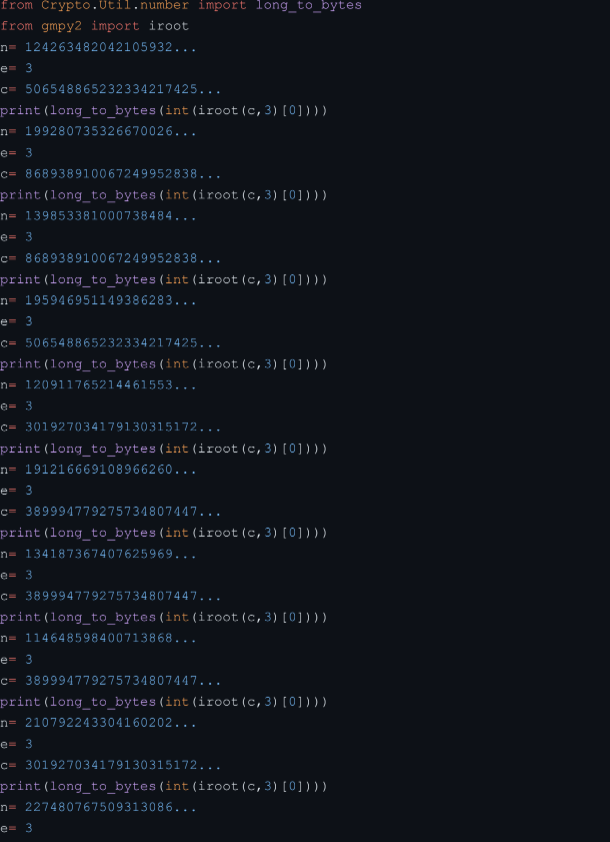 from Crypto.Util.number import long_to_bytes
from gmpy2 import iroot
n= 124263482042105932...
e= 3
c= 506548865232334217425...
print(long_to_bytes(int(iroot(c,3)[0])))
n= 199280735326670026...
e= 3
c= 868938910067249952838...
print(long_to_bytes(int(iroot(c,3)[0])))
n= 139853381000738484...
e= 3
c= 868938910067249952838...
print(long_to_bytes(int(iroot(c,3)[0])))
n= 195946951149386283...
e= 3
c= 506548865232334217425...
print(long_to_bytes(int(iroot(c,3)[0])))
n= 120911765214461553...
e= 3
c= 301927034179130315172...
print(long_to_bytes(int(iroot(c,3)[0])))
n= 191216669108966260...
e= 3
c= 389994779275734807447...
print(long_to_bytes(int(iroot(c,3)[0])))
n= 134187367407625969...
e= 3
c= 389994779275734807447...
print(long_to_bytes(int(iroot(c,3)[0])))
n= 114648598400713868...
e= 3
c= 389994779275734807447...
print(long_to_bytes(int(iroot(c,3)[0])))
n= 210792243304160202...
e= 3
c= 301927034179130315172...
print(long_to_bytes(int(iroot(c,3)[0])))
n= 227480767509313086...
e= 3